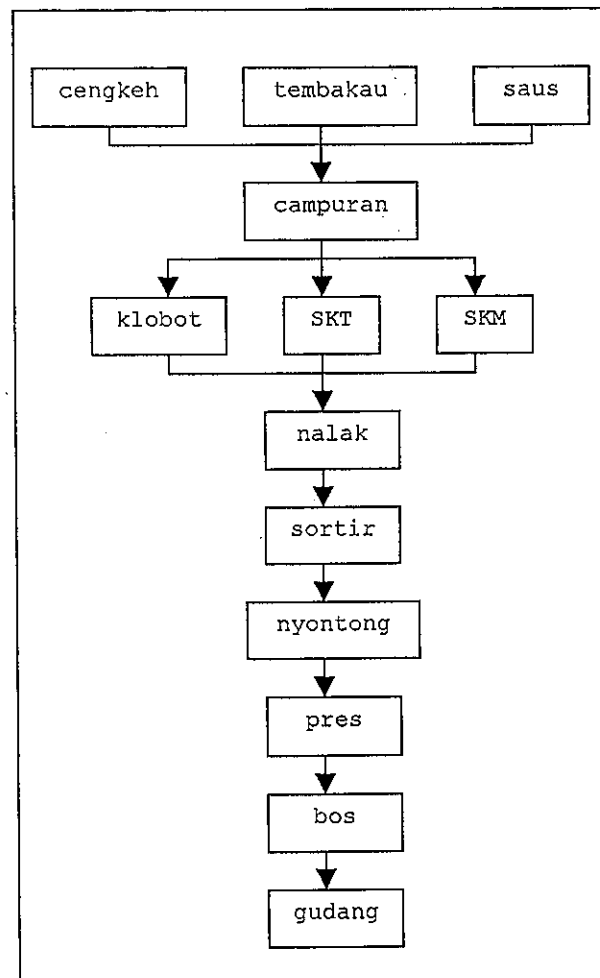 cengkeh tembakau saus
campuran
klobot SKT SKM
nalak
sortir
nyontong
pres
bos
gudang